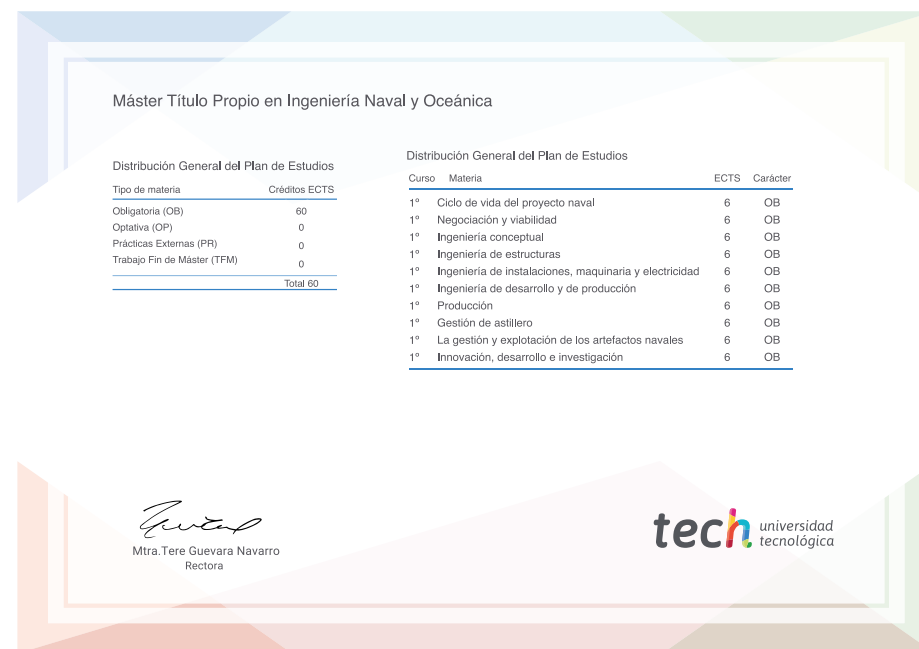 Máster Título Propio en Ingeniería Naval y Oceánica
Distribución General del Plan de Estudios
Tipo de materia Créditos ECTS
Obligatoria (OB) 60
Optativa (OP) 0
Prácticas Externas (PR) 0
Trabajo Fin de Máster (TFM) 0
Total 60
Distribución General del Plan de Estudios
Curso Materia ECTS Carácter
1º Ciclo de vida del proyecto naval 6 OB
1º Negociación y viabilidad 6 OB
1º Ingeniería conceptual 6 OB
1º Ingeniería de estructuras 6 OB
1º Ingeniería de instalaciones, maquinaria y electricidad 6 OB
1º Ingeniería de desarrollo y de producción 6 OB
1º Producción 6 OB
1º Gestión de astillero 6 OB
1º La gestión y explotación de los artefactos navales 6 OB
1º Innovación, desarrollo e investigación 6 OB
Mtra.Tere Guevara Navarro
Rectora
tech universidad
tecnológica